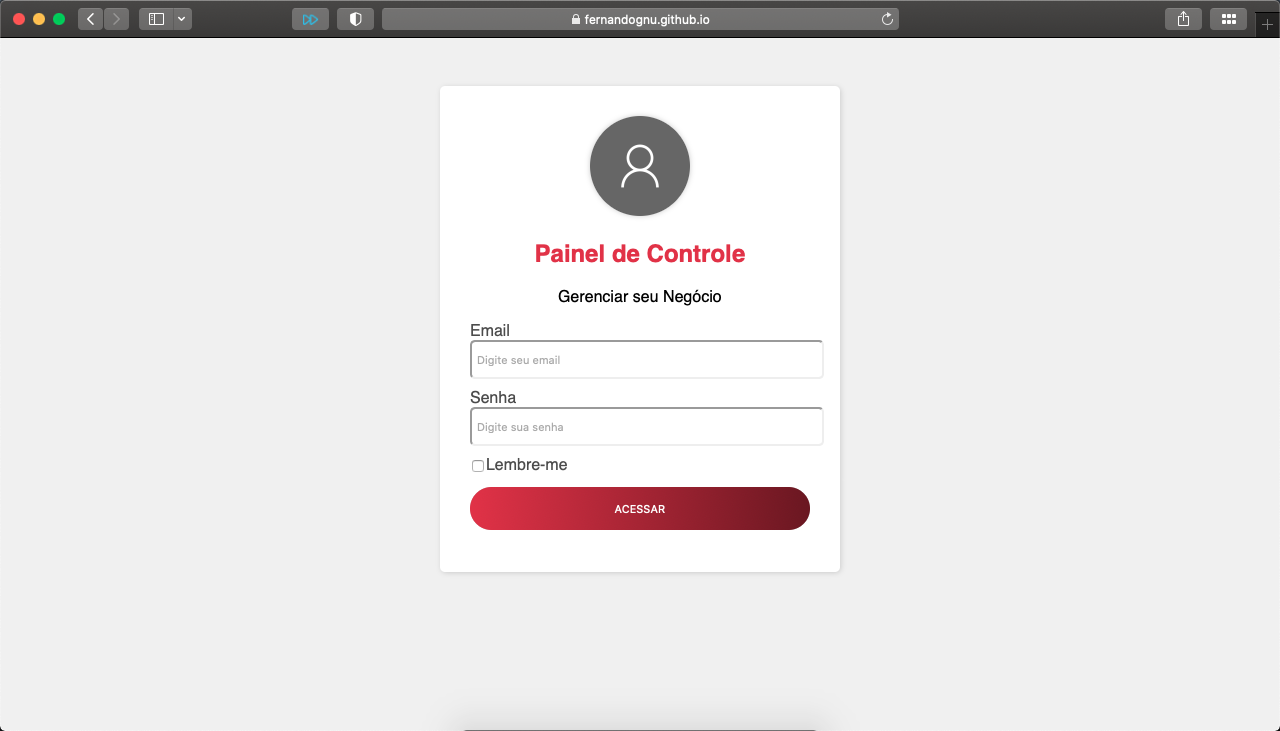 fernandognu.github.io
Painel de Controle
Gerenciar seu Negócio
Email
Digite seu email
Senha
Digite sua senha
Lembre-me
ACESSAR